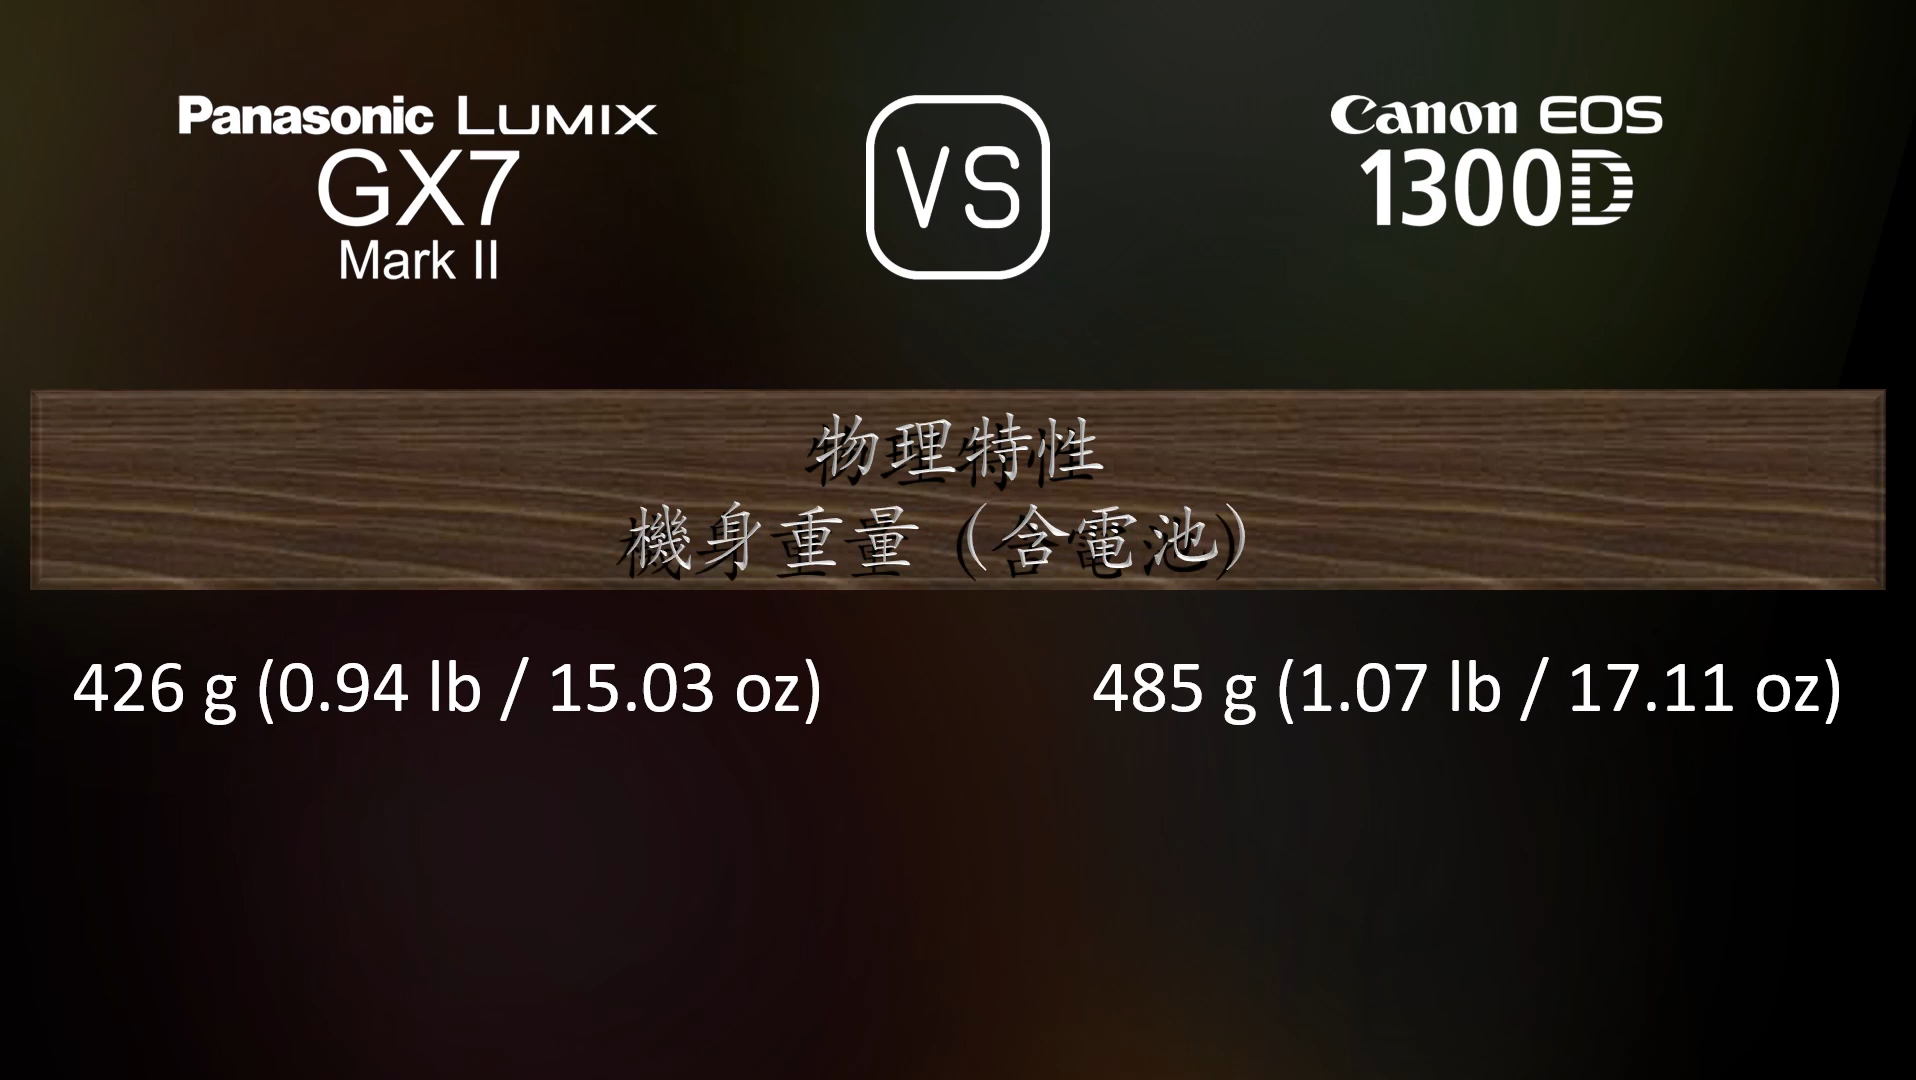 Panasonic LUMIX
GX7
Mark II
VS
Canon EOS
1300D
物理特性
機身重量（含電池）
426 g (0.94 lb / 15.03 oz)
485 g (1.07 lb / 17.11 oz)